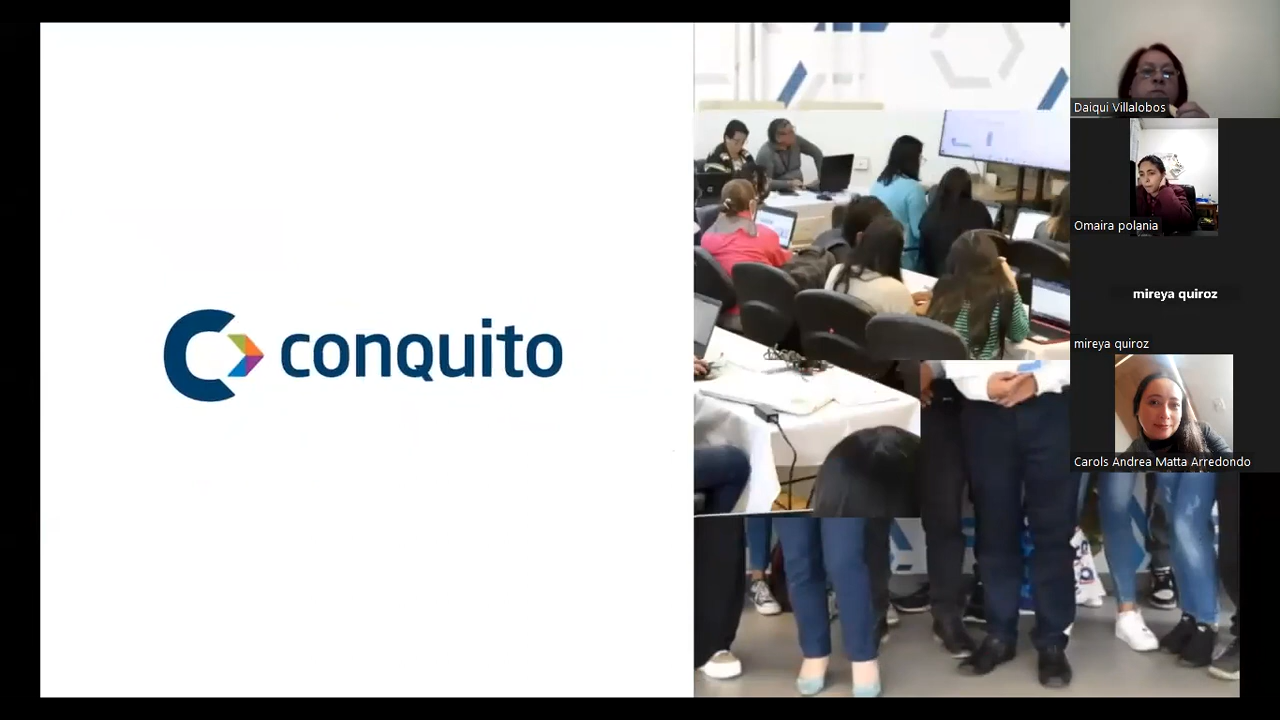 conquito
Daiqui Villalobos
Omaira polania
mireya quiroz
mireya quiroz
Carols Andrea Matta Arredondo